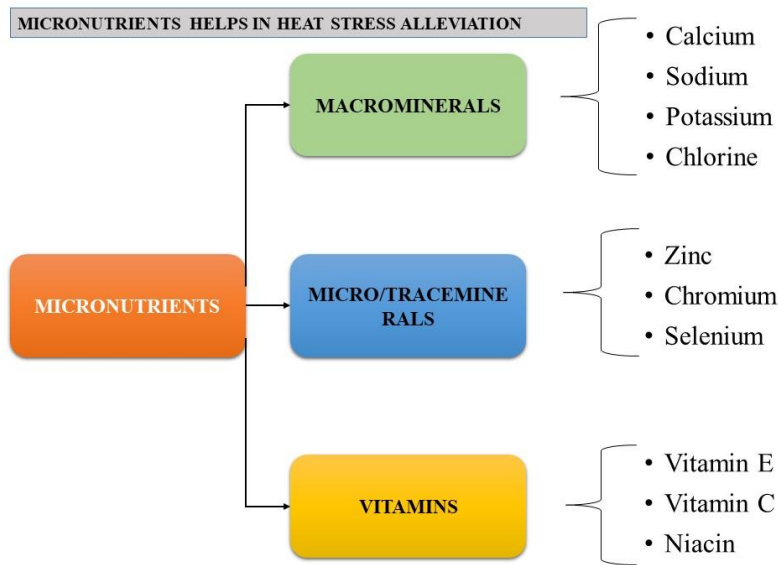 MICRONUTRIENTS HELPS IN HEAT STRESS ALLEVIATION
MACROMINERALS
• Calcium
• Sodium
• Potassium
• Chlorine
MICRONUTRIENTS
MICRO/TRACEMINE
RALS
• Zinc
• Chromium
• Selenium
VITAMINS
• Vitamin E
• Vitamin C
• Niacin